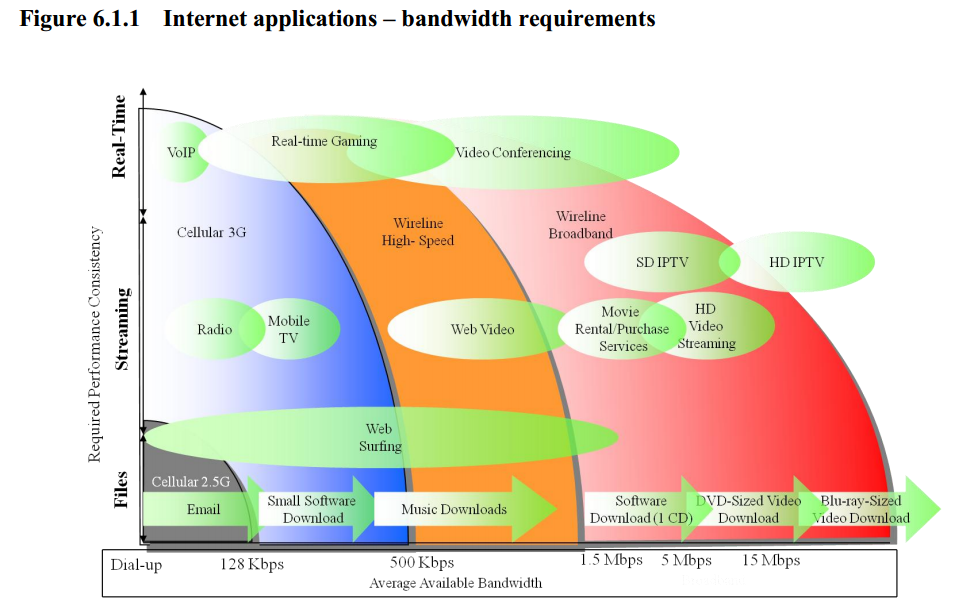 Figure 6.1.1 Internet applications – bandwidth requirements
Real-Time
Streaming
Files
Required Performance Consistency
VoIP
Real-time Gaming
Video Conferencing
Cellular 3G
Wireline
High- Speed
Wireline
Broadband
SD IPTV
HD IPTV
Radio
Mobile
TV
Web Video
Movie
Rental/Purchase
Services
HD
Video
Streaming
Web
Surfing
Cellular 2.5G
Email
Small Software
Download
Music Downloads
Software
Download(1 CD)
DVD-Sized Video
Download
Blu-ray-Sized
Video Download
Dial-up
128 Kbps
500 Kbps
1.5 Mbps
5 Mbps
15 Mbps
Average Available Bandwidth